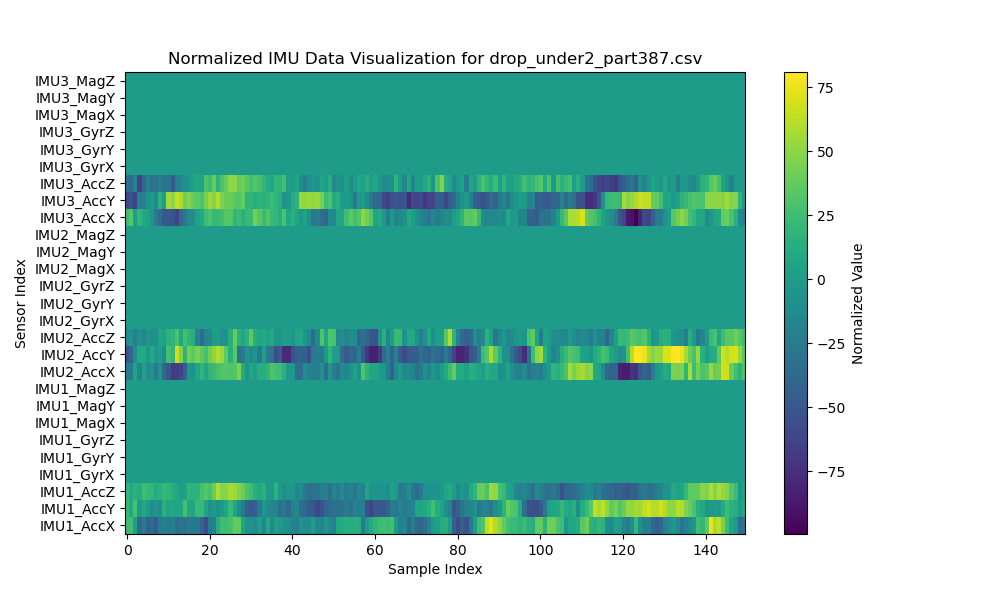 Normalized IMU Data Visualization for drop_under2_part387.csv
IMU3_MagZ
IMU3_MagY
IMU3_MagX
IMU3_GyrZ
IMU3_GyrY
IMU3_GyrX
IMU3_AccZ
IMU3_AccY
IMU3_AccX
IMU2_MagZ
IMU2_MagY
IMU2_MagX
IMU2_GyrZ
IMU2_GyrY
IMU2_GyrX
IMU2_AccZ
IMU2_AccY
IMU2_AccX
IMU1_MagZ
IMU1_MagY
IMU1_MagX
IMU1_GyrZ
IMU1_GyrY
IMU1_GyrX
IMU1_AccZ
IMU1_AccY
IMU1_AccX
Sensor Index
0 20 40 60 80 100 120 140
Sample Index
75
50
25
0
−25
−50
−75
Normalized Value